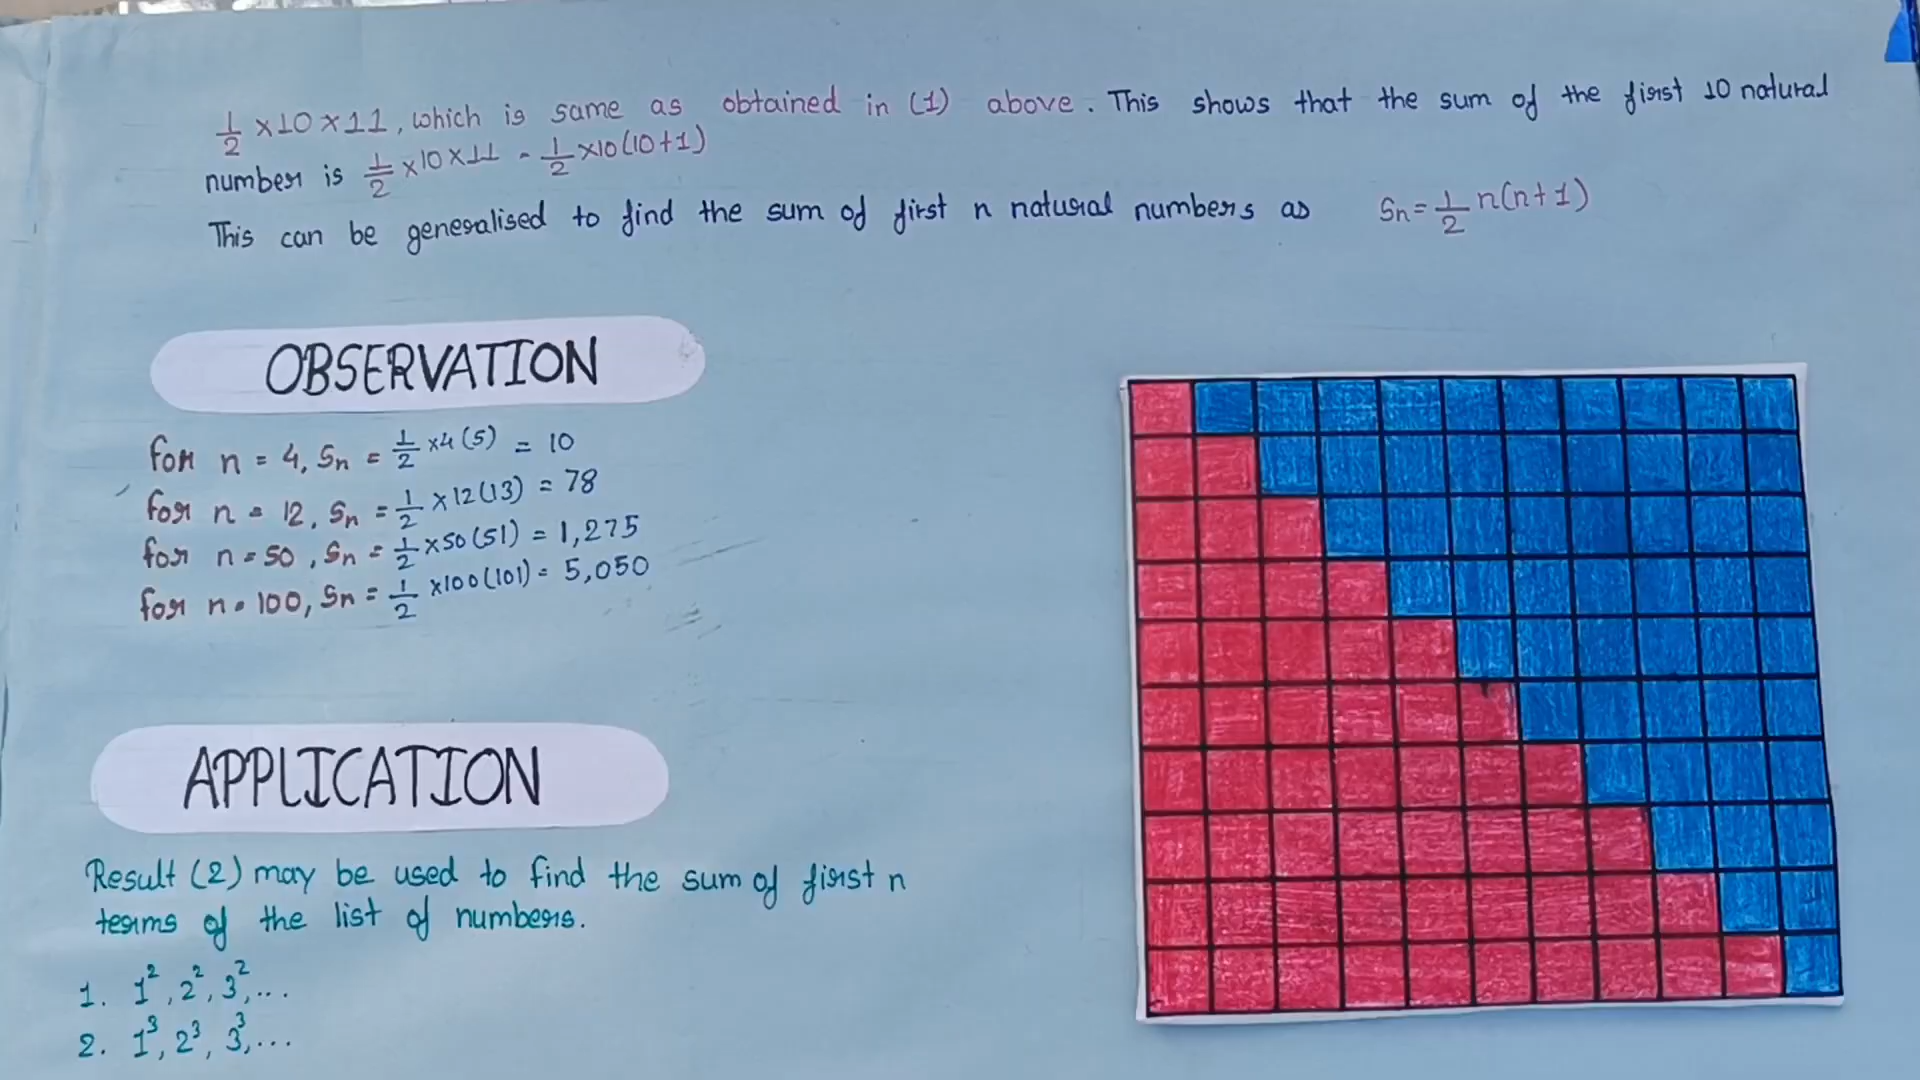 1/2 ×10×11, which is same as obtained in (1) above. This shows that the sum of the first 10 natural
number is 1/2 ×10×11 = 1/2 ×10(10+1)
This can be generalised to find the sum of first n natural numbers as Sn = 1/2 n(n+1)
OBSERVATION
for n = 4, Sn = 1/2 ×4(5) = 10
for n = 12, Sn = 1/2 ×12(13) = 78
for n = 50, Sn = 1/2 ×50(51) = 1,275
for n = 100, Sn = 1/2 ×100(101) = 5,050
APPLICATION
Result (2) may be used to find the sum of first n
terms of the list of numbers.
1. 1², 2², 3²,...
2. 1³, 2³, 3³,...